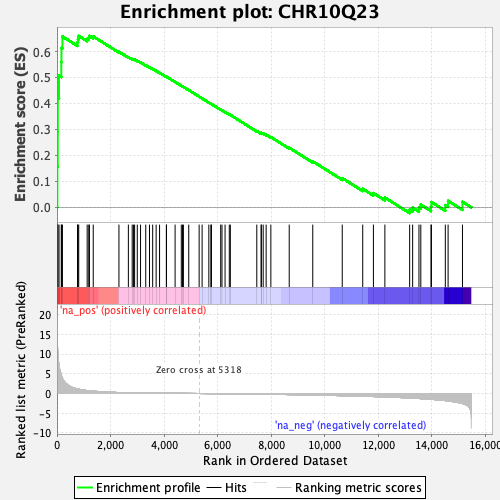 Enrichment plot: CHR10Q23
Enrichment score (ES)
0.6
0.5
0.4
0.3
0.2
0.1
0.0
'na_pos' (positively correlated)
Ranked list metric (PreRanked)
20
15
10
5
0
-5
-10
Zero cross at 5318
'na_neg' (negatively correlated)
0 2,000 4,000 6,000 8,000 10,000 12,000 14,000 16,000
Rank in Ordered Dataset
Enrichment profile Hits Ranking metric scores